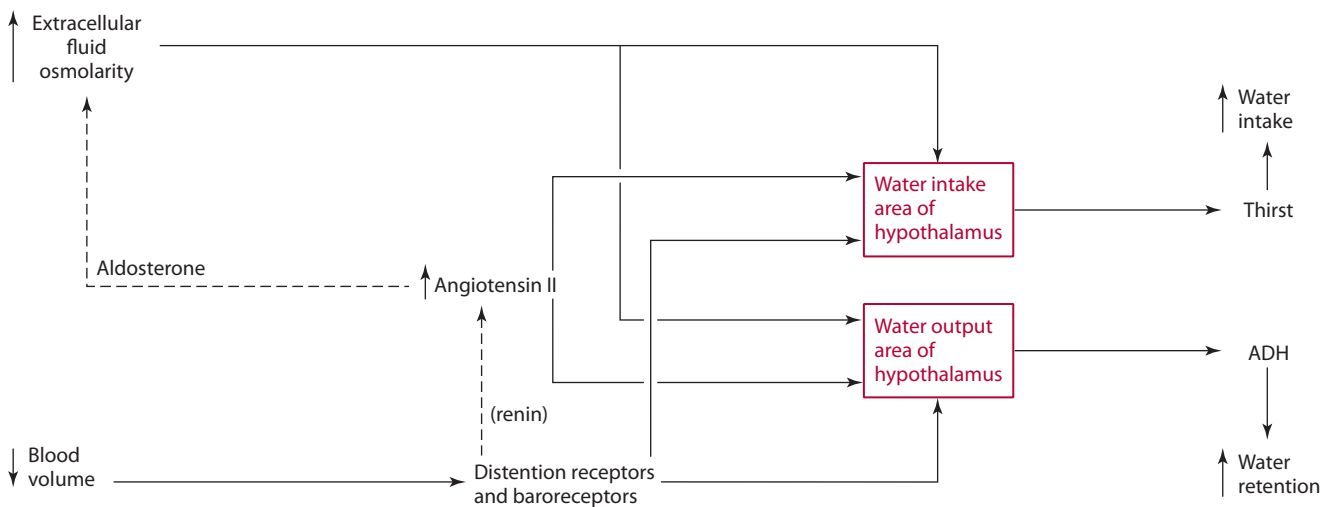 Extracellular
fluid
osmolarity
Water
intake
Water intake
area of
hypothalamus
Thirst
Aldosterone
Angiotensin II
Water output
area of
hypothalamus
ADH
(renin)
Blood
volume
Distention receptors
and baroreceptors
Water
retention